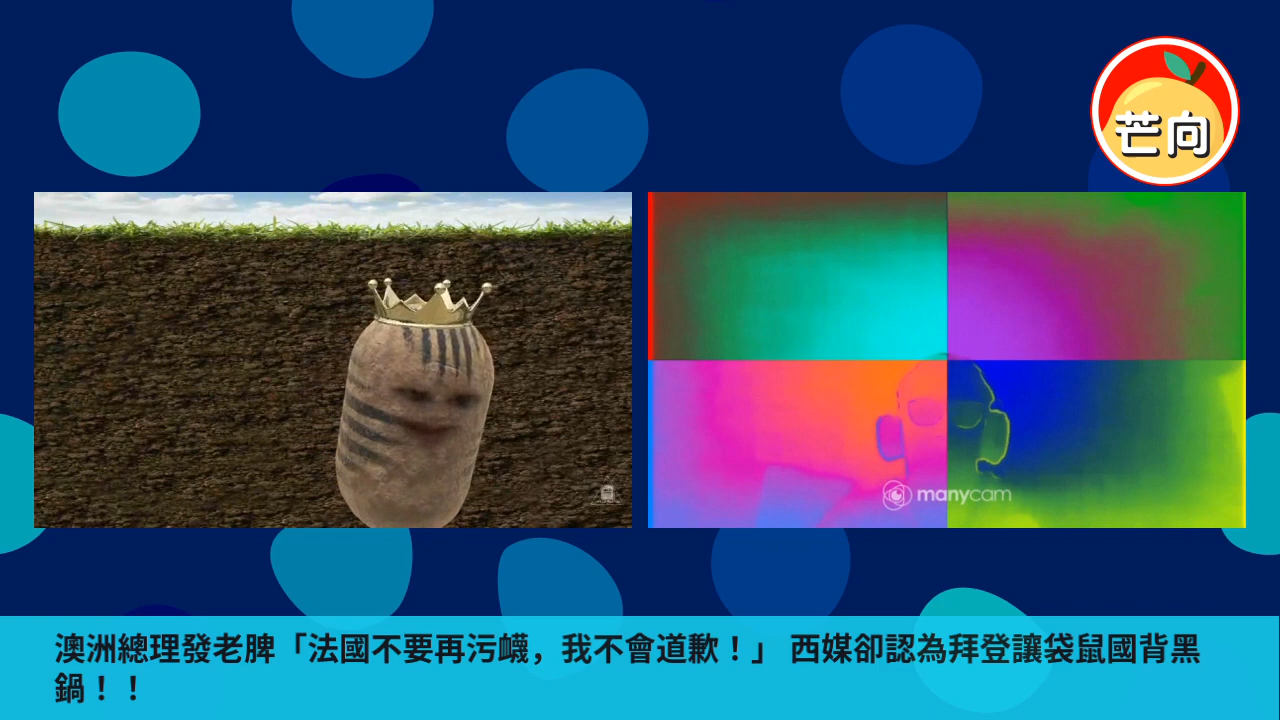 芒向
manycam
澳洲總理發老脾「法國不要再污衊，我不會道歉！」 西媒卻認為拜登讓袋鼠國背黑
鍋！！